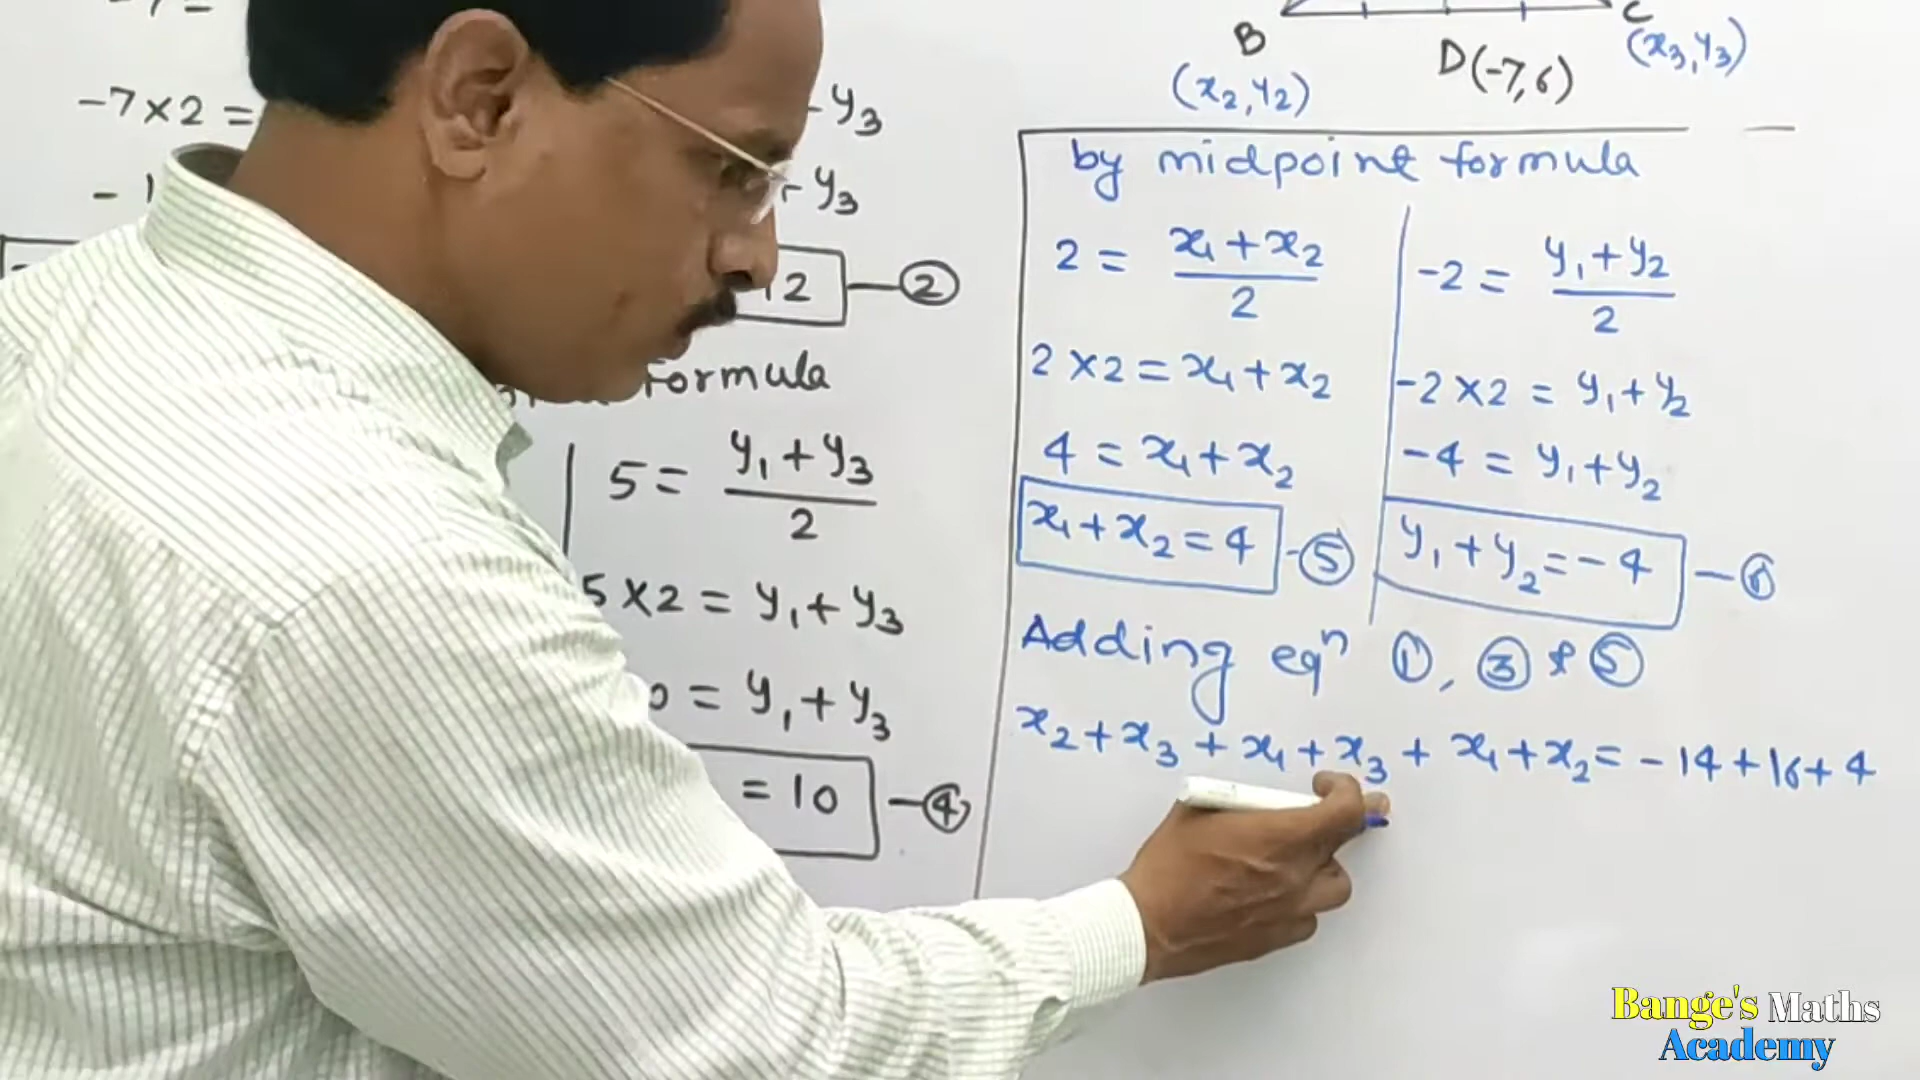 -7 =
-7×2 =
- y₃
- 1
- y₃
12 — ②
formula
5 = y₁ + y₃ / 2
5 × 2 = y₁ + y₃
0 = y₁ + y₃
= 10 — ④
B
C
(x₂, y₂)
D(-7, 6)
(x₃, y₃)
by midpoint formula
2 = x₁ + x₂ / 2
2 × 2 = x₁ + x₂
4 = x₁ + x₂
x₁ + x₂ = 4 - ⑤
-2 = y₁ + y₂ / 2
-2 × 2 = y₁ + y₂
-4 = y₁ + y₂
y₁ + y₂ = -4 — ⑥
Adding eqⁿ ①, ③ & ⑤
x₂ + x₃ + x₁ + x₃ + x₁ + x₂ = -14 + 16 + 4
Bange's Maths
Academy